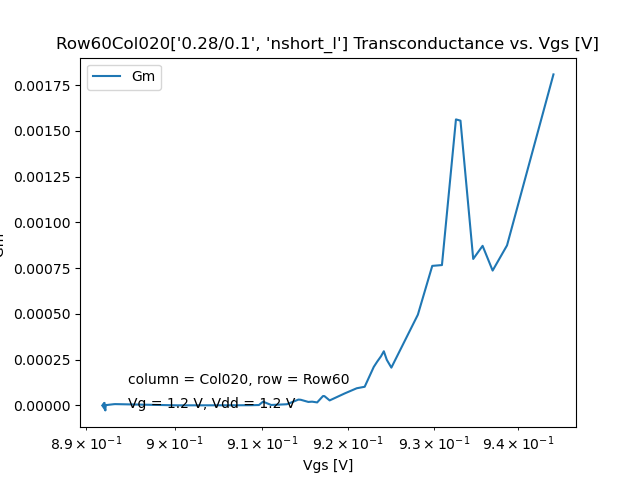 Row60Col020['0.28/0.1', 'nshort_l'] Transconductance vs. Vgs [V]
Gm
0.00175
0.00150
0.00125
0.00100
0.00075
0.00050
0.00025
0.00000
column = Col020, row = Row60
Vg = 1.2 V, Vdd = 1.2 V
8.9 × 10⁻¹ 9 × 10⁻¹ 9.1 × 10⁻¹ 9.2 × 10⁻¹ 9.3 × 10⁻¹ 9.4 × 10⁻¹
Vgs [V]